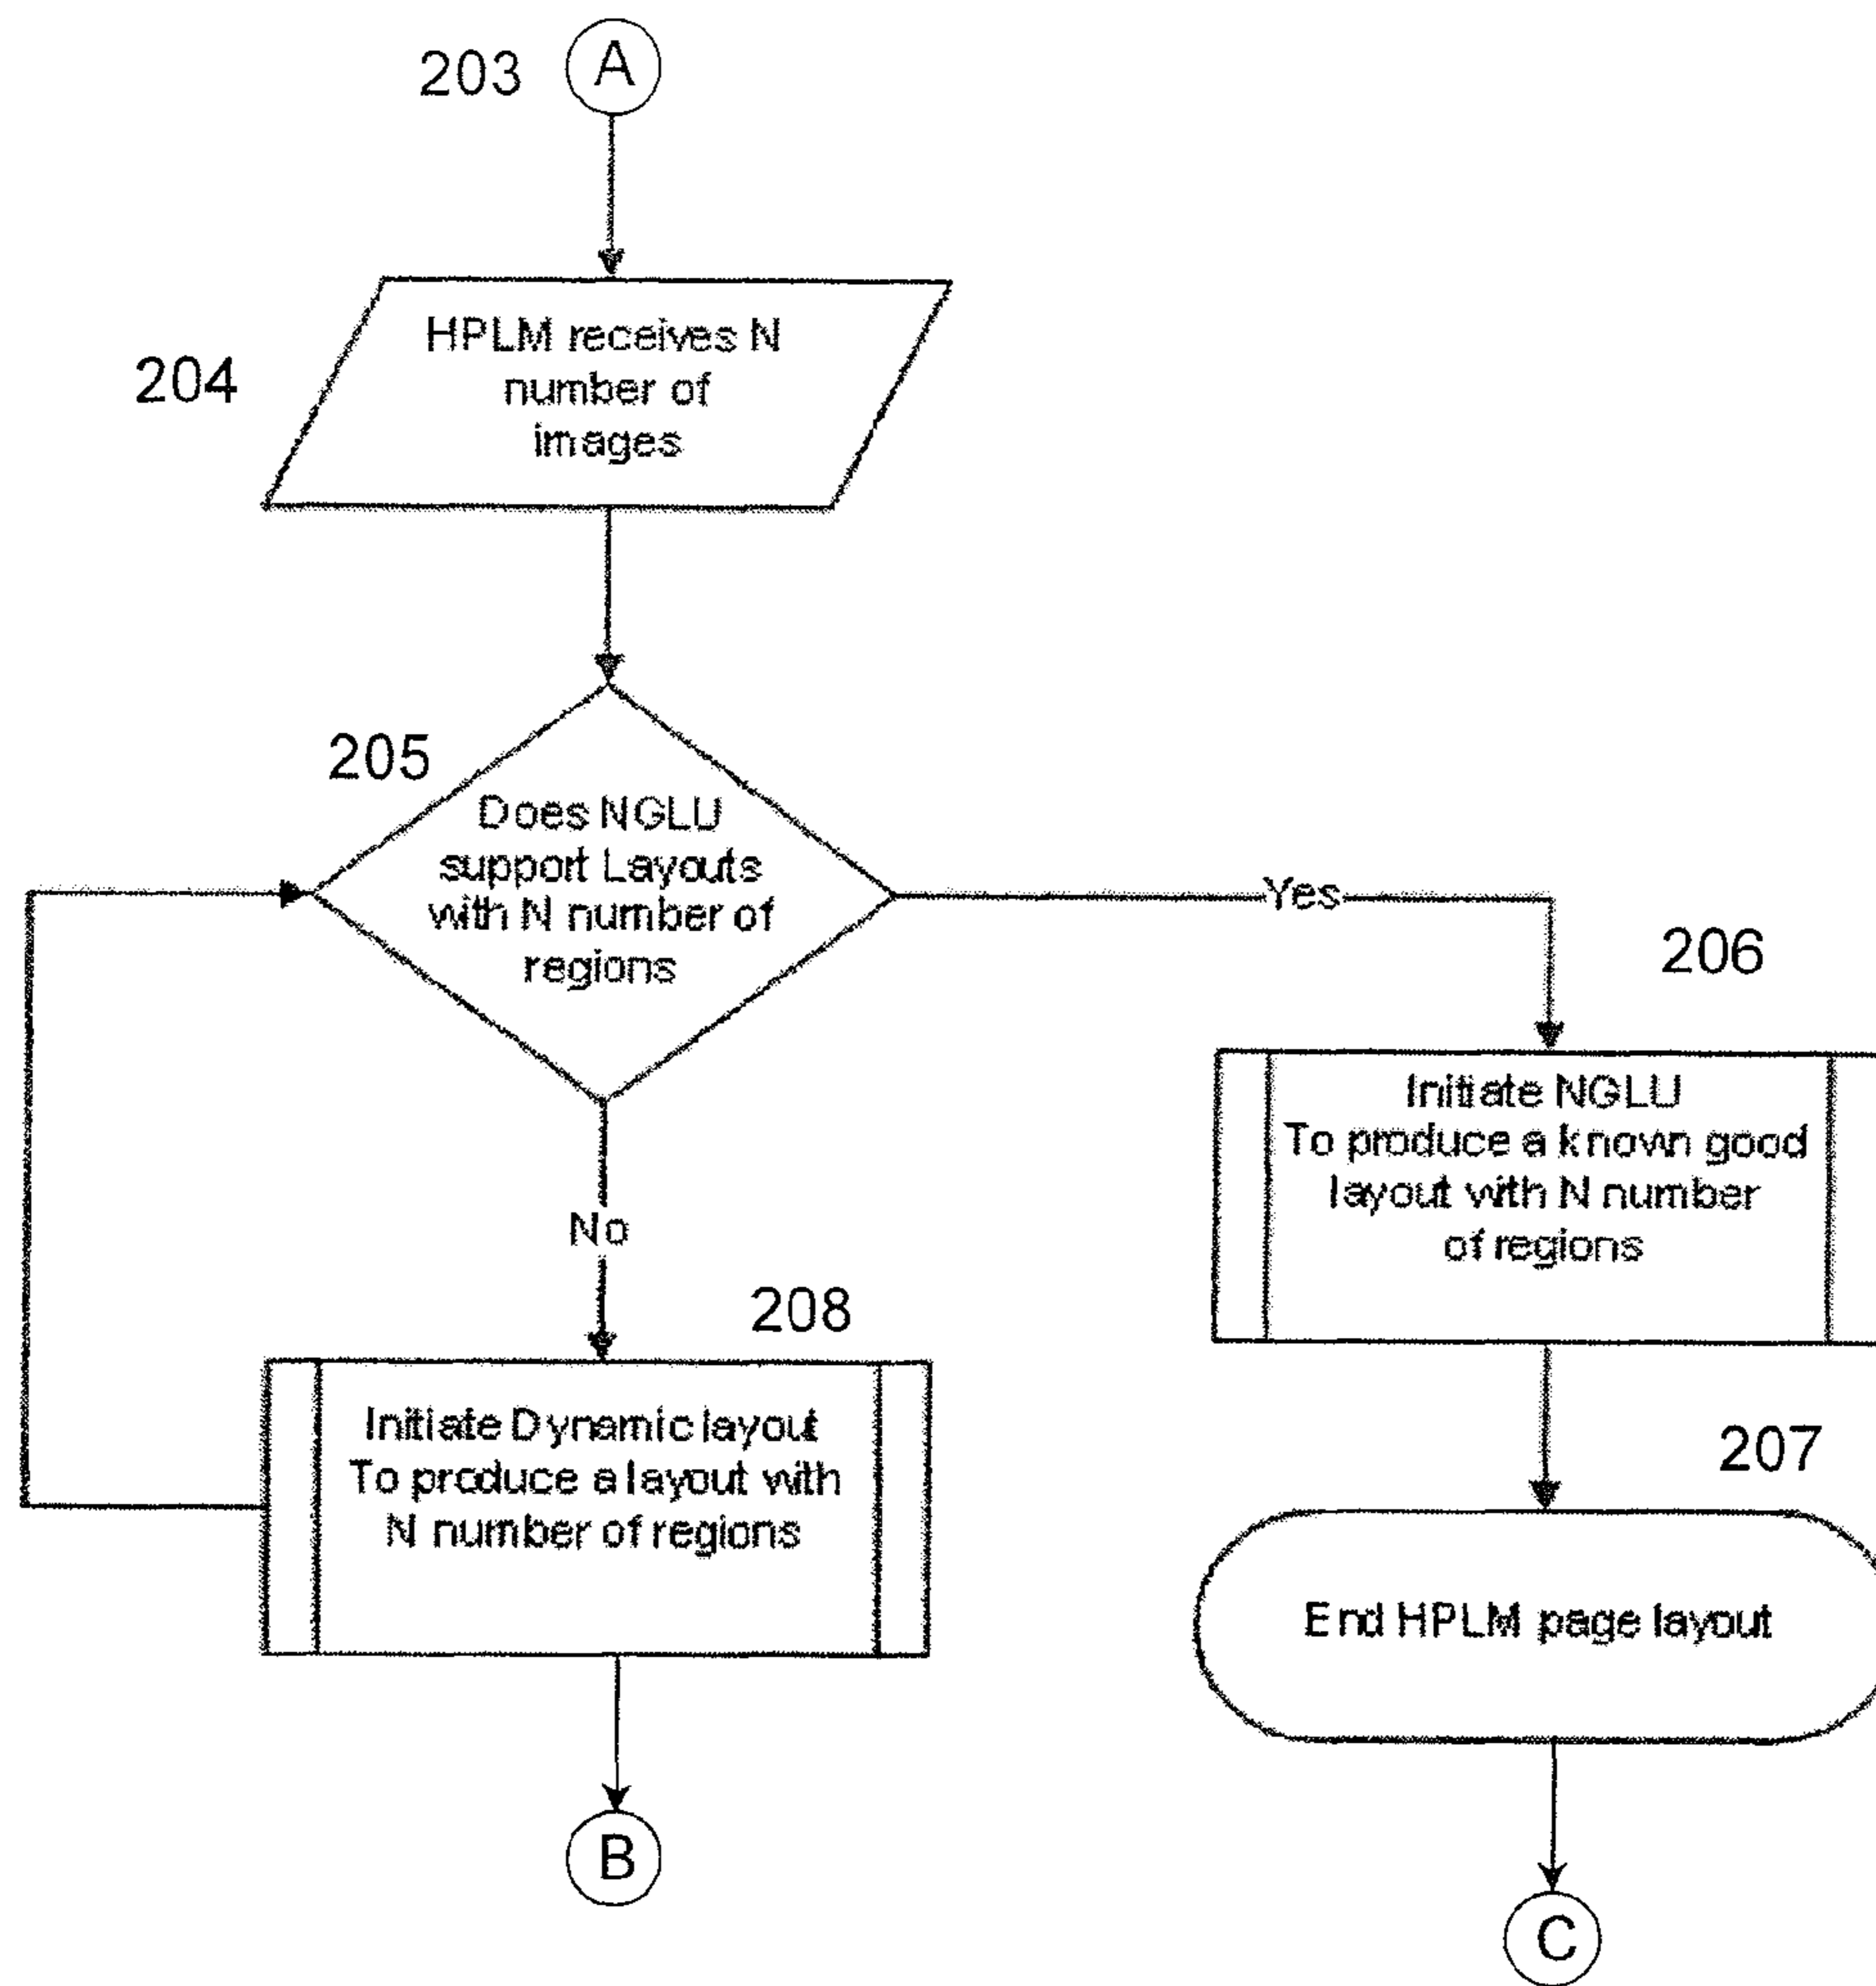 203
A
204
HPLM receives N
number of
images
205
Does NGLU
support Layouts
with N number of
regions
Yes
206
Initiate NGLU
To produce a known good
layout with N number
of regions
No
208
Initiate Dynamic layout
To produce a layout with
N number of regions
207
End HPLM page layout
B
C